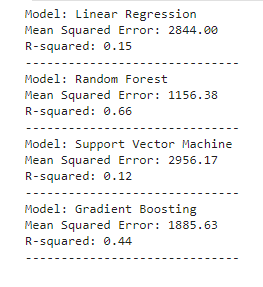 Model: Linear Regression
Mean Squared Error: 2844.00
R-squared: 0.15
-----------------------------
Model: Random Forest
Mean Squared Error: 1156.38
R-squared: 0.66
-----------------------------
Model: Support Vector Machine
Mean Squared Error: 2956.17
R-squared: 0.12
-----------------------------
Model: Gradient Boosting
Mean Squared Error: 1885.63
R-squared: 0.44
-----------------------------